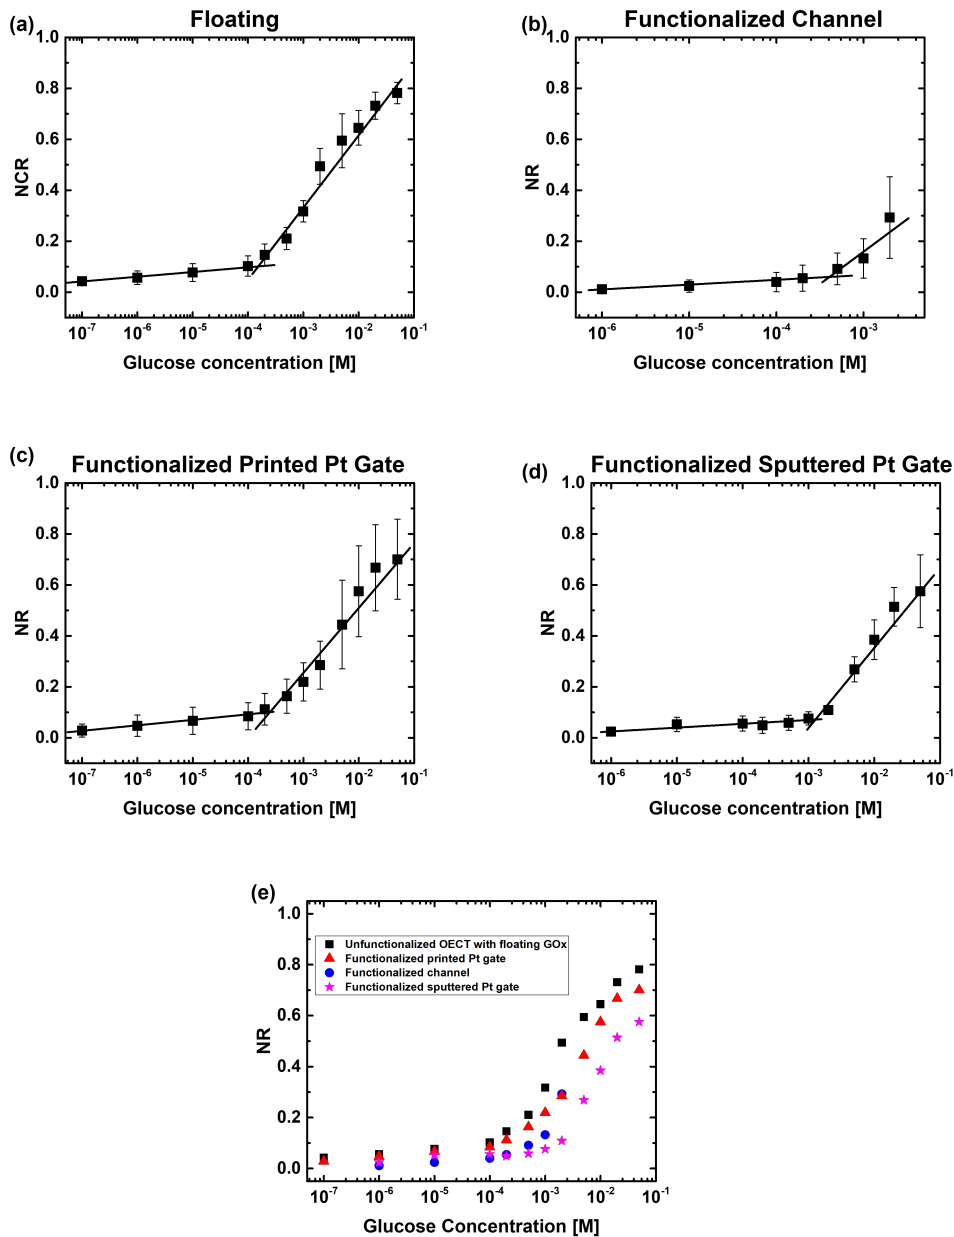 (a) Floating
1.0
0.8
0.6
0.4
0.2
0.0
NCR
10⁻⁷ 10⁻⁶ 10⁻⁵ 10⁻⁴ 10⁻³ 10⁻² 10⁻¹
Glucose concentration [M]
(b) Functionalized Channel
1.0
0.8
0.6
0.4
0.2
0.0
NR
10⁻⁶ 10⁻⁵ 10⁻⁴ 10⁻³
Glucose concentration [M]
(c) Functionalized Printed Pt Gate
1.0
0.8
0.6
0.4
0.2
0.0
NR
10⁻⁷ 10⁻⁶ 10⁻⁵ 10⁻⁴ 10⁻³ 10⁻² 10⁻¹
Glucose concentration [M]
(d) Functionalized Sputtered Pt Gate
1.0
0.8
0.6
0.4
0.2
0.0
NR
10⁻⁶ 10⁻⁵ 10⁻⁴ 10⁻³ 10⁻² 10⁻¹
Glucose concentration [M]
(e)
1.0
0.8
0.6
0.4
0.2
0.0
NR
Unfunctionalized OECT with floating GOx
Functionalized printed Pt gate
Functionalized channel
Functionalized sputtered Pt gate
10⁻⁷ 10⁻⁶ 10⁻⁵ 10⁻⁴ 10⁻³ 10⁻² 10⁻¹
Glucose Concentration [M]